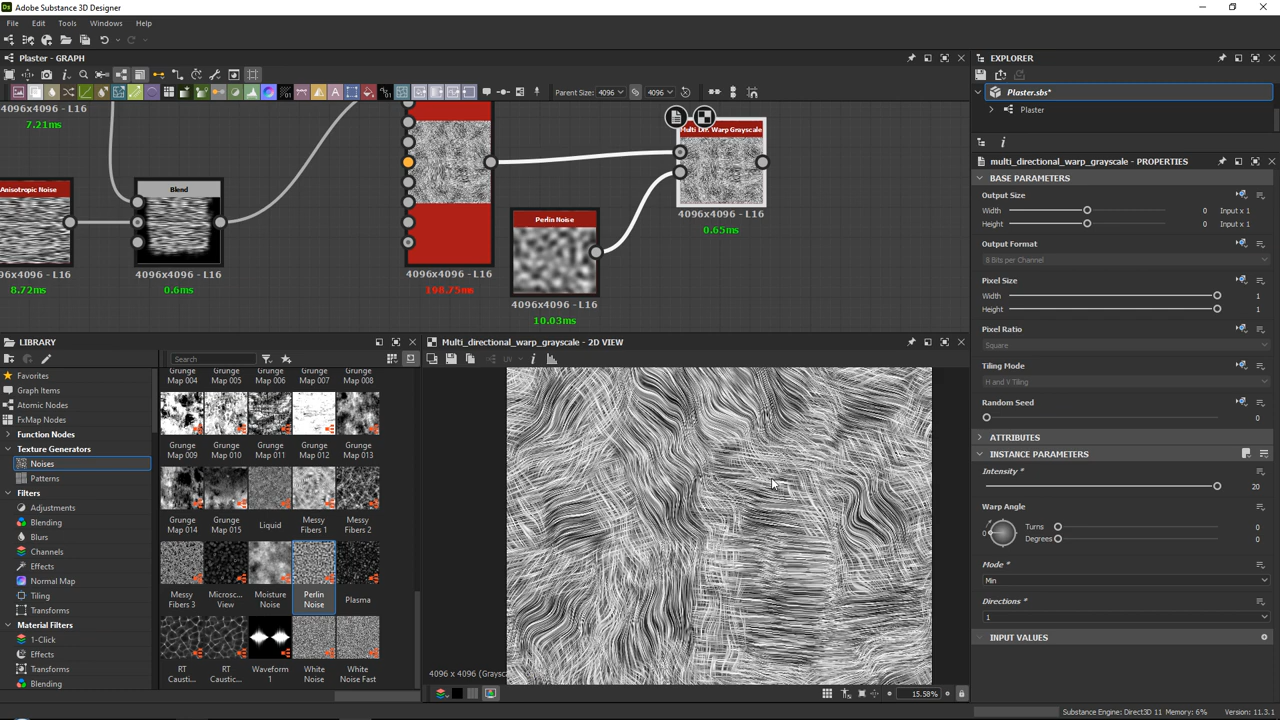 Adobe Substance 3D Designer
File Edit Tools Windows Help
Plaster - GRAPH
Parent Size: 4096 4096
4096x4096 - L16
7.21ms
Anisotropic Noise
4096x4096 - L16
8.72ms
Blend
4096x4096 - L16
0.6ms
4096x4096 - L16
198.75ms
Perlin Noise
4096x4096 - L16
10.03ms
Multi Dir. Warp Grayscale
4096x4096 - L16
0.65ms
EXPLORER
Plaster.sbs*
Plaster
multi_directional_warp_grayscale - PROPERTIES
BASE PARAMETERS
Output Size
Width 0 Input x 1
Height 0 Input x 1
Output Format
8 Bits per Channel
Pixel Size
Width 1
Height 1
Pixel Ratio
Square
Tiling Mode
H and V Tiling
Random Seed
0
ATTRIBUTES
INSTANCE PARAMETERS
Intensity*
20
Warp Angle
0 Turns 0
Degrees 0
Mode*
Min
Directions*
1
INPUT VALUES
LIBRARY
Search
Favorites
Graph Items
Atomic Nodes
FxMap Nodes
Function Nodes
Texture Generators
Noises
Patterns
Filters
Adjustments
Blending
Blurs
Channels
Effects
Normal Map
Tiling
Transforms
Material Filters
1-Click
Effects
Transforms
Blending
Grunge Map 004
Grunge Map 005
Grunge Map 006
Grunge Map 007
Grunge Map 008
Grunge Map 009
Grunge Map 010
Grunge Map 011
Grunge Map 012
Grunge Map 013
Grunge Map 014
Grunge Map 015
Liquid
Messy Fibers 1
Messy Fibers 2
Messy Fibers 3
Microsc... View
Moisture Noise
Perlin Noise
Plasma
RT Causti...
RT Caustic...
Waveform 1
White Noise
White Noise Fast
Multi_directional_warp_grayscale - 2D VIEW
UV
4096 x 4096 (Graysc
15.58%
Substance Engine: Direct3D 11 Memory: 6% Version: 11.3.1